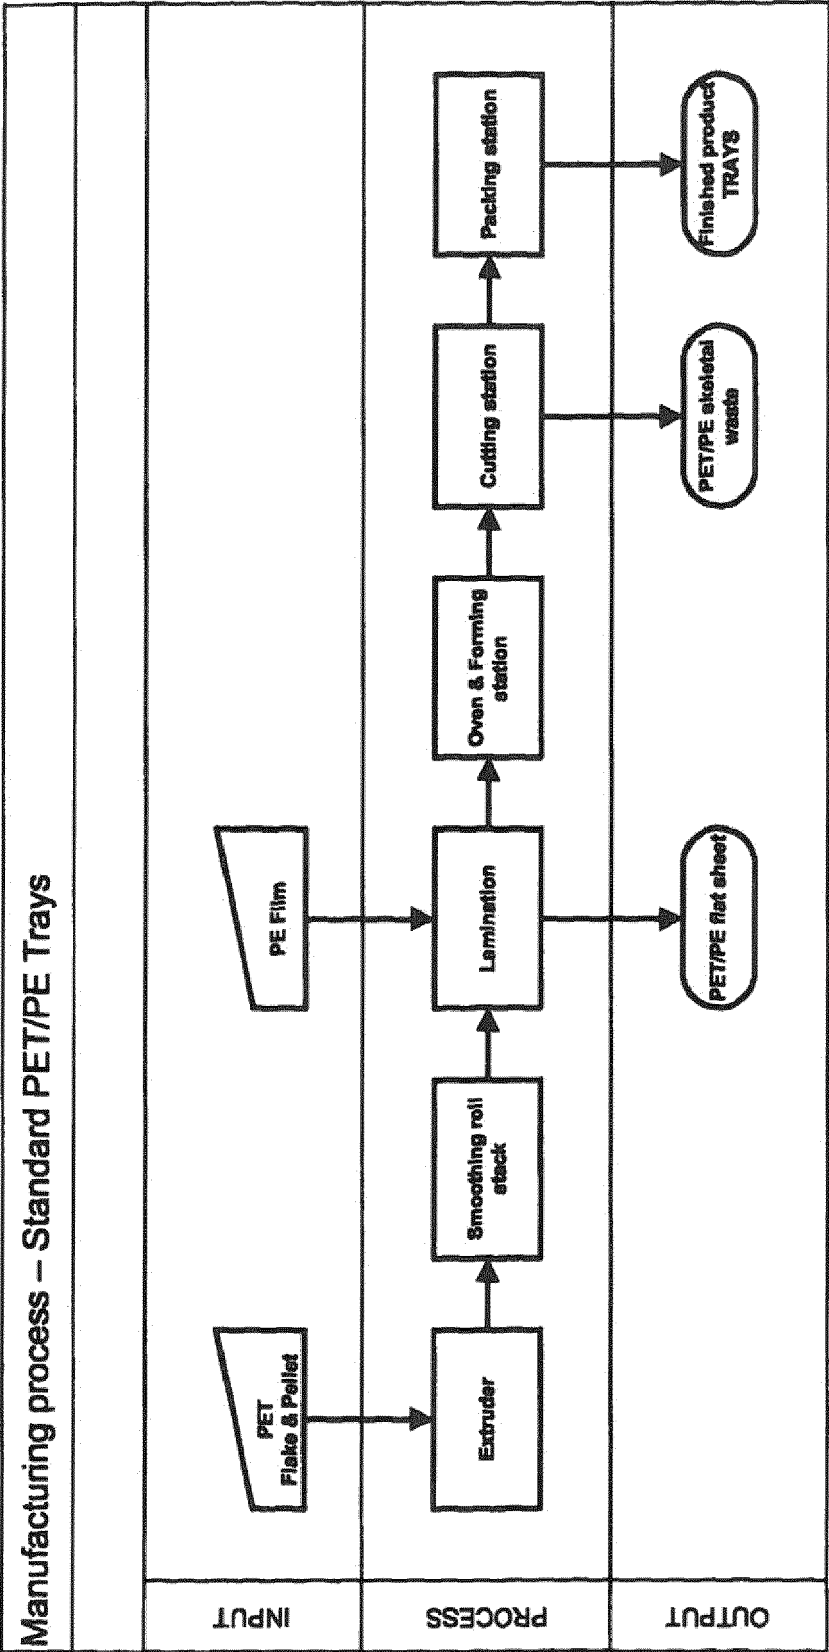 Manufacturing process – Standard PET/PE Trays
INPUT
PET
Flake & Pellet
PE Film
PROCESS
Extruder
Smoothing roll
stack
Lamination
Oven & Forming
station
Cutting station
Packing station
OUTPUT
PET/PE flat sheet
PET/PE skeletal
waste
Finished product
TRAYS